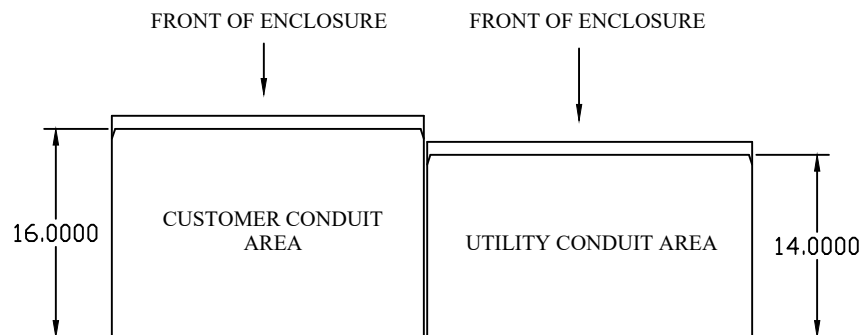 FRONT OF ENCLOSURE
FRONT OF ENCLOSURE
16.0000
CUSTOMER CONDUIT
AREA
UTILITY CONDUIT AREA
14.0000